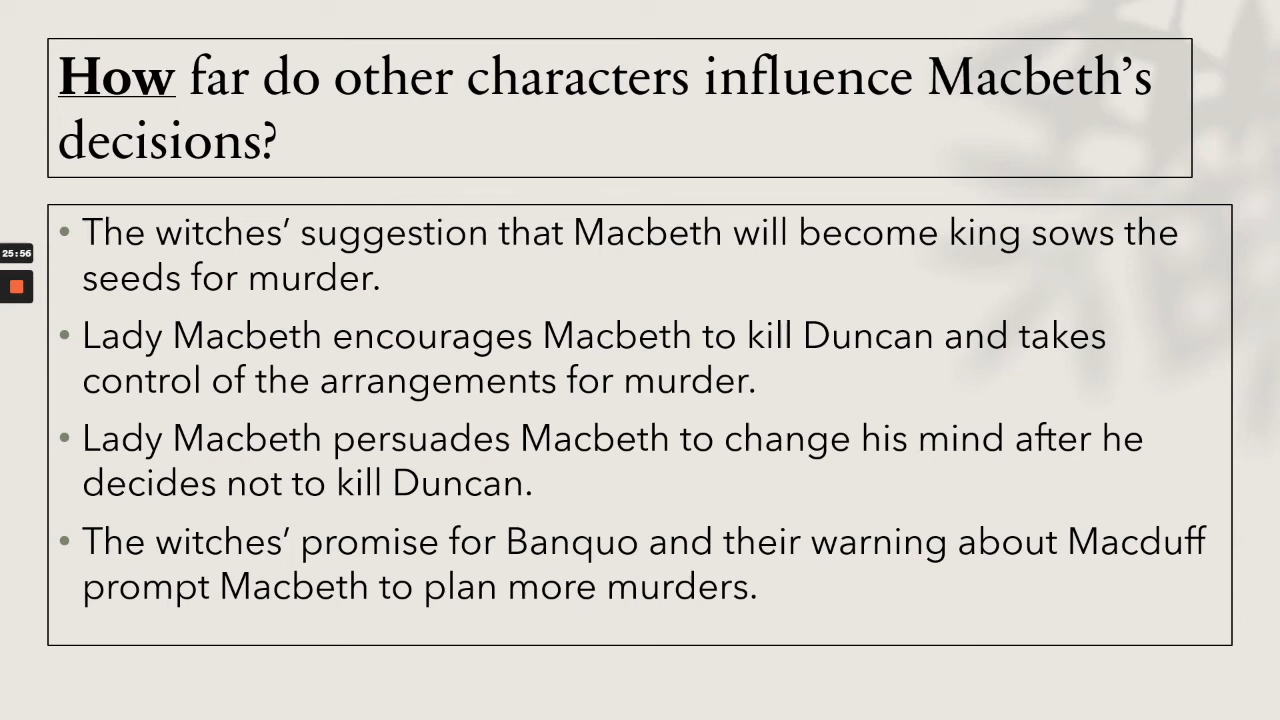 How far do other characters influence Macbeth’s
decisions?
• The witches’ suggestion that Macbeth will become king sows the
seeds for murder.
25:56
• Lady Macbeth encourages Macbeth to kill Duncan and takes
control of the arrangements for murder.
• Lady Macbeth persuades Macbeth to change his mind after he
decides not to kill Duncan.
• The witches’ promise for Banquo and their warning about Macduff
prompt Macbeth to plan more murders.